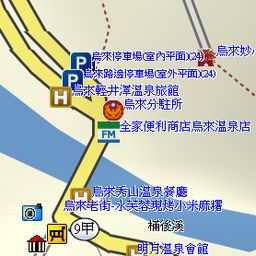 烏來停車場(室內平面)(24)
烏來妙
烏來路邊停車場(室外平面)(24)
烏來輕井澤溫泉旅館
烏來分駐所
全家便利商店烏來溫泉店
FM
烏來秀山溫泉餐廳
烏來老街-水芙蓉現烤小米麻糬
9甲
桶後溪
明月溫泉會館
P
P
H